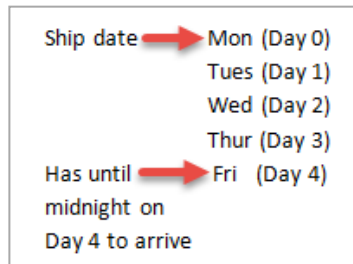 Ship date Mon (Day 0)
Tues (Day 1)
Wed (Day 2)
Thur (Day 3)
Has until Fri (Day 4)
midnight on
Day 4 to arrive